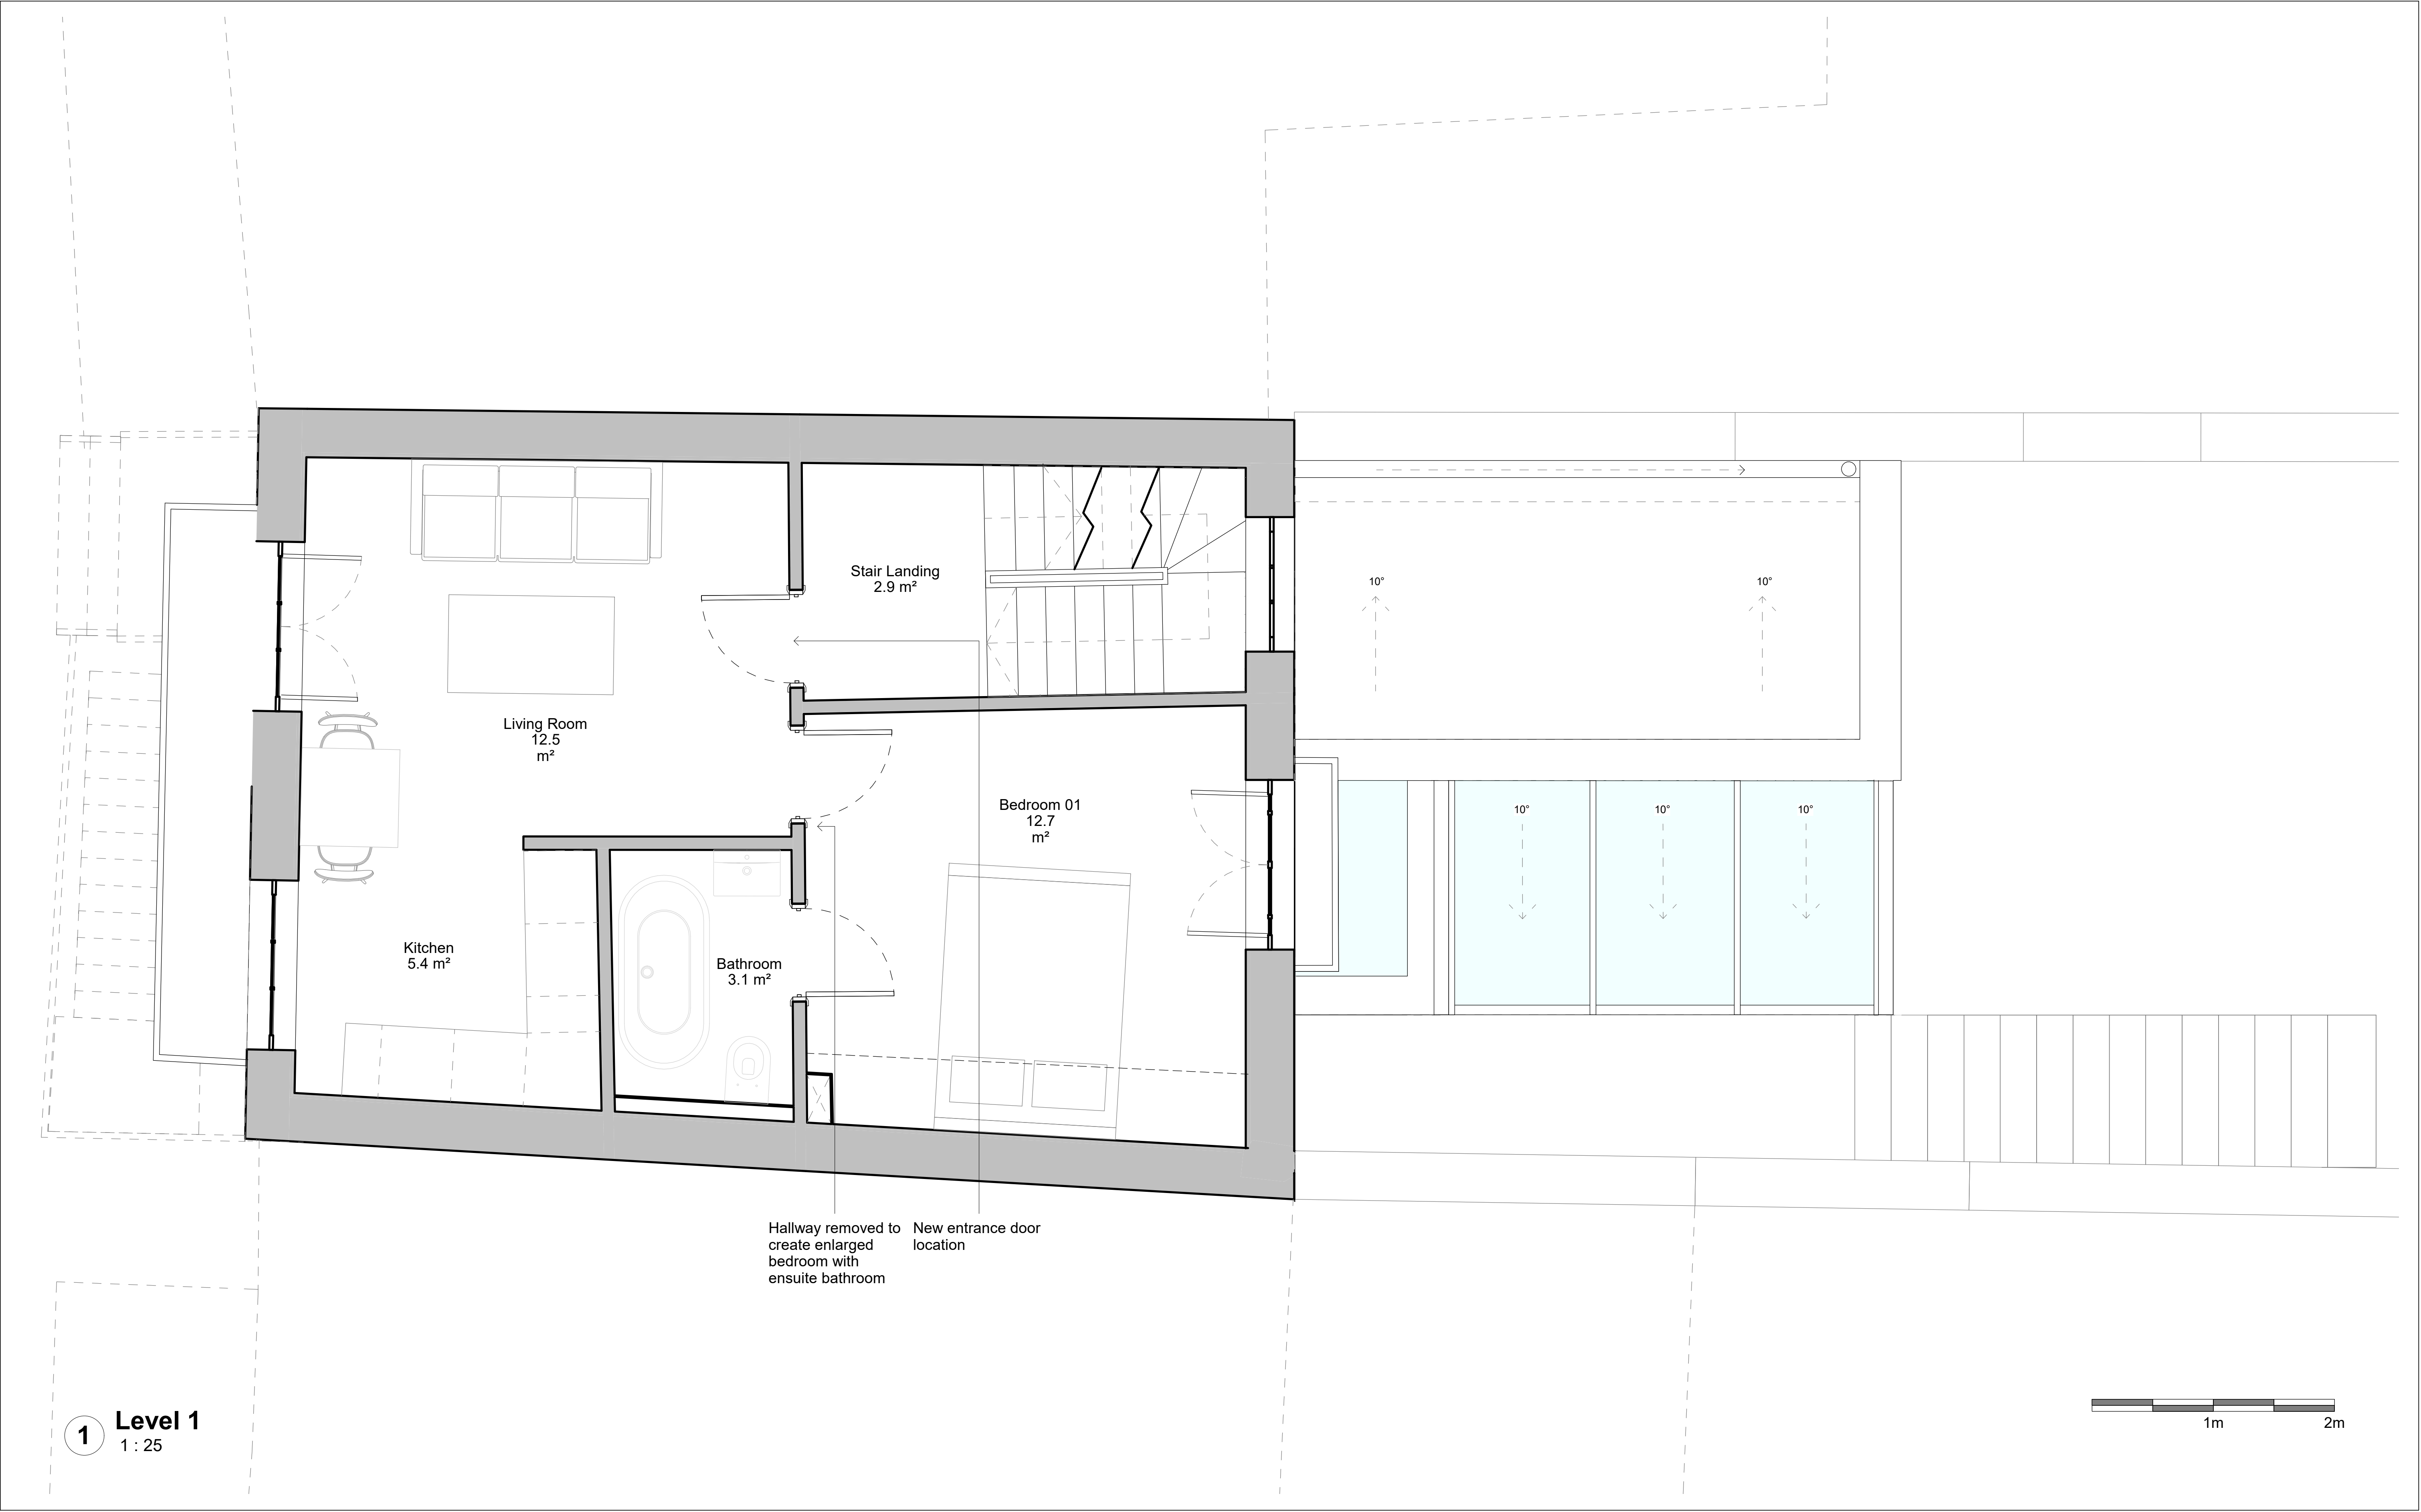 Stair Landing
2.9 m²
10°
10°
Living Room
12.5
m²
Bedroom 01
12.7
m²
10°
10°
10°
Kitchen
5.4 m²
Bathroom
3.1 m²
Hallway removed to
create enlarged
bedroom with
ensuite bathroom
New entrance door
location
1
Level 1
1 : 25
1m
2m